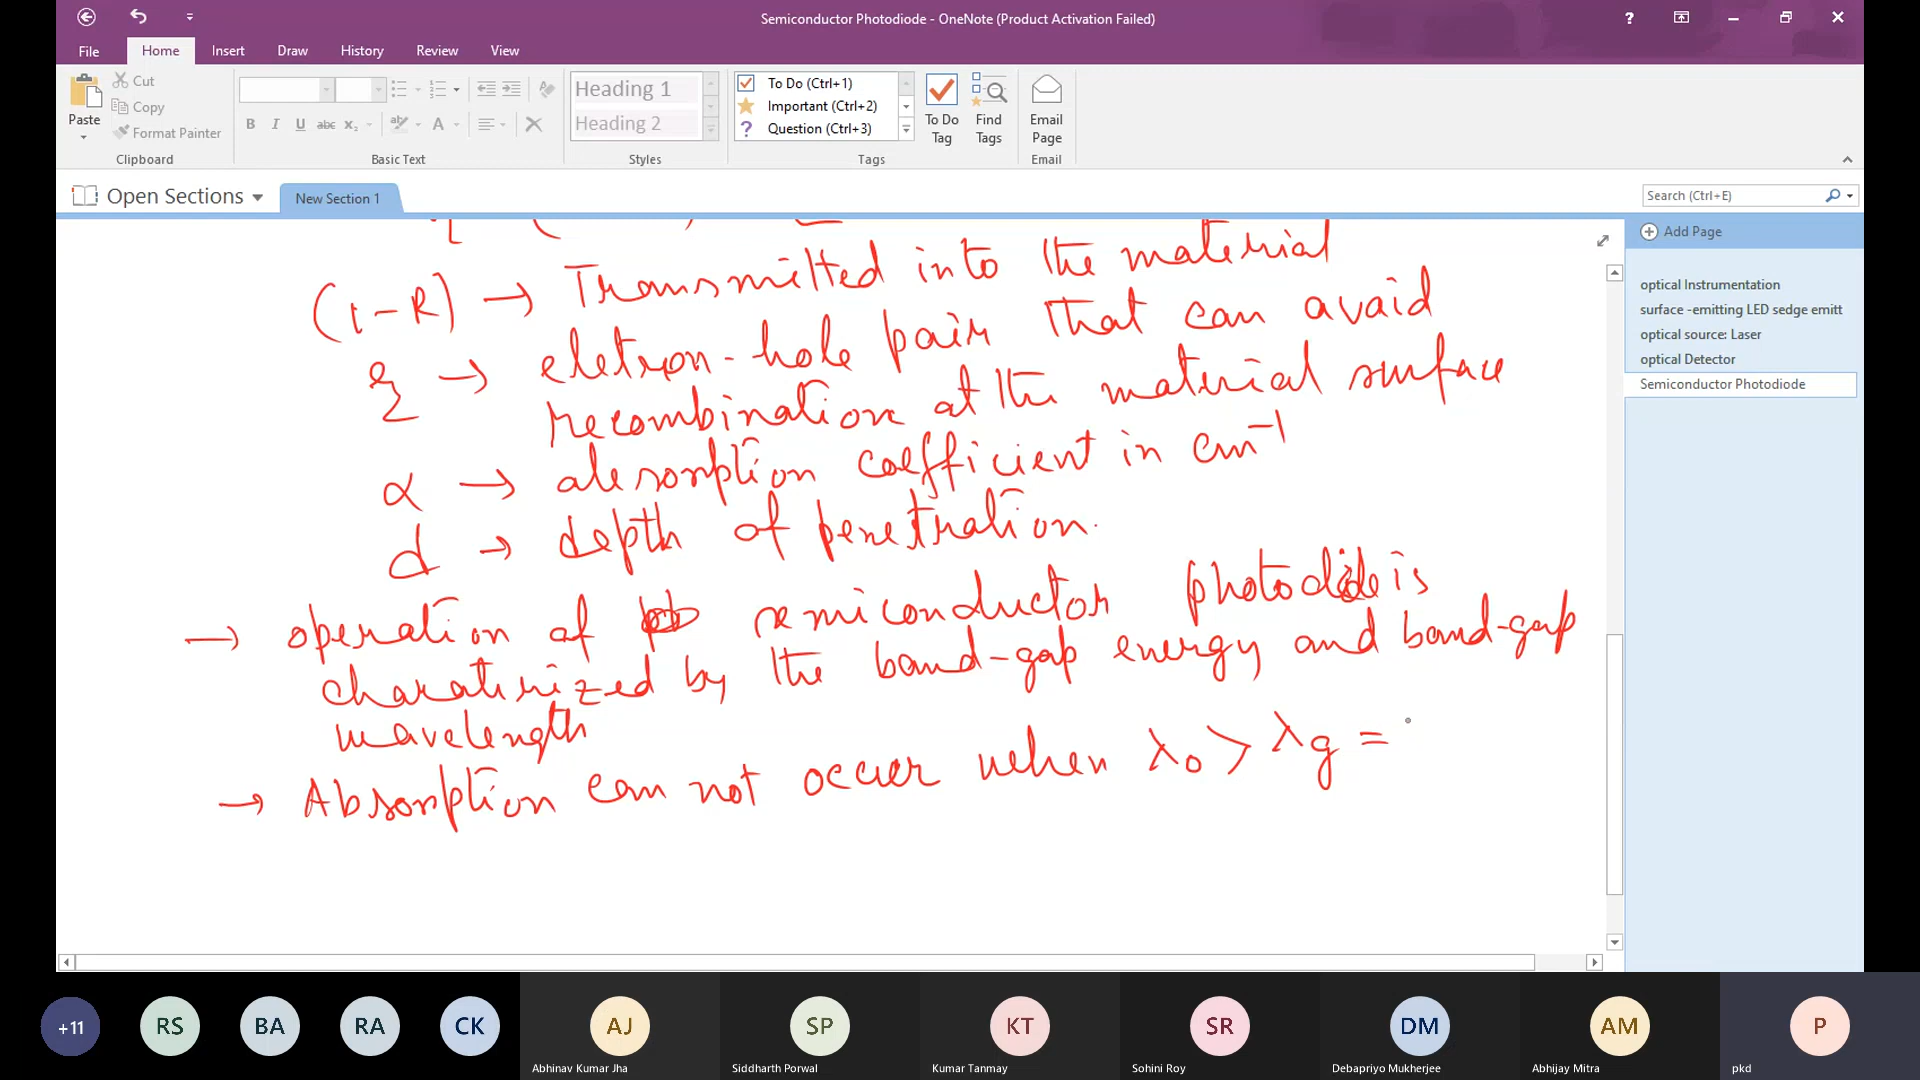 Semiconductor Photodiode - OneNote (Product Activation Failed)
?
File Home Insert Draw History Review View
Paste
Cut
Copy
Format Painter
Clipboard
B I U abc x₂ A
Basic Text
Heading 1
Heading 2
Styles
To Do (Ctrl+1)
Important (Ctrl+2)
? Question (Ctrl+3)
Tags
To Do
Tag
Find
Tags
Email
Page
Email
Open Sections
New Section 1
Search (Ctrl+E)
(1-R) → Transmitted into the material
ξ → eletron-hole pair that can avaid
recombination at the material surface
α → absorption coefficient in cm⁻¹
d → depth of penetration.
→ operation of semiconductor photodide is
charaterized by the band-gap energy and band-gap
wavelength
→ Absorption can not occur when λ₀ > λg =
Add Page
optical Instrumentation
surface -emitting LED sedge emitt
optical source: Laser
optical Detector
Semiconductor Photodiode
+11
RS
BA
RA
CK
AJ
Abhinav Kumar Jha
SP
Siddharth Porwal
KT
Kumar Tanmay
SR
Sohini Roy
DM
Debapriyo Mukherjee
AM
Abhijay Mitra
P
pkd